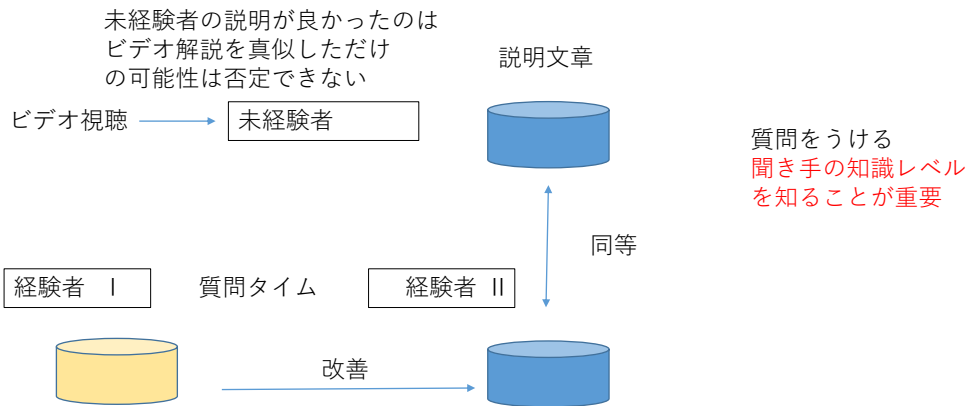 未経験者の説明が良かったのは
ビデオ解説を真似しただけ
の可能性は否定できない
説明文章
ビデオ視聴
未経験者
質問をうける
聞き手の知識レベル
を知ることが重要
同等
経験者 Ⅰ
質問タイム
経験者 Ⅱ
改善